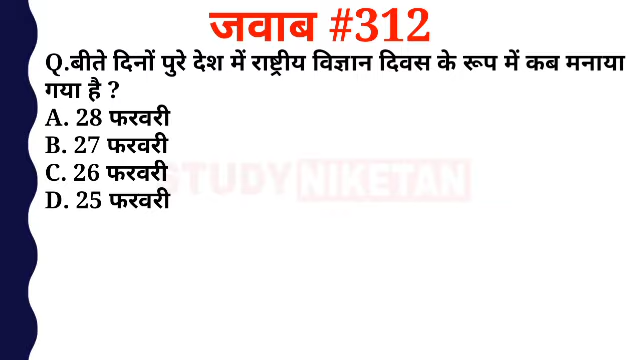 जवाब #312
Q.बीते दिनों पुरे देश में राष्ट्रीय विज्ञान दिवस के रूप में कब मनाया
गया है ?
A. 28 फरवरी
B. 27 फरवरी
C. 26 फरवरी
D. 25 फरवरी
STUDY NIKETAN